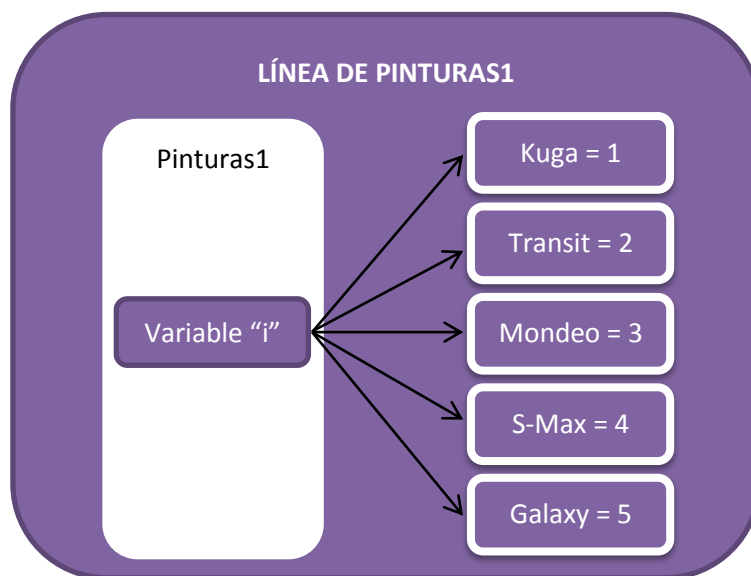 LÍNEA DE PINTURAS1
Pinturas1
Variable “i”
Kuga = 1
Transit = 2
Mondeo = 3
S-Max = 4
Galaxy = 5